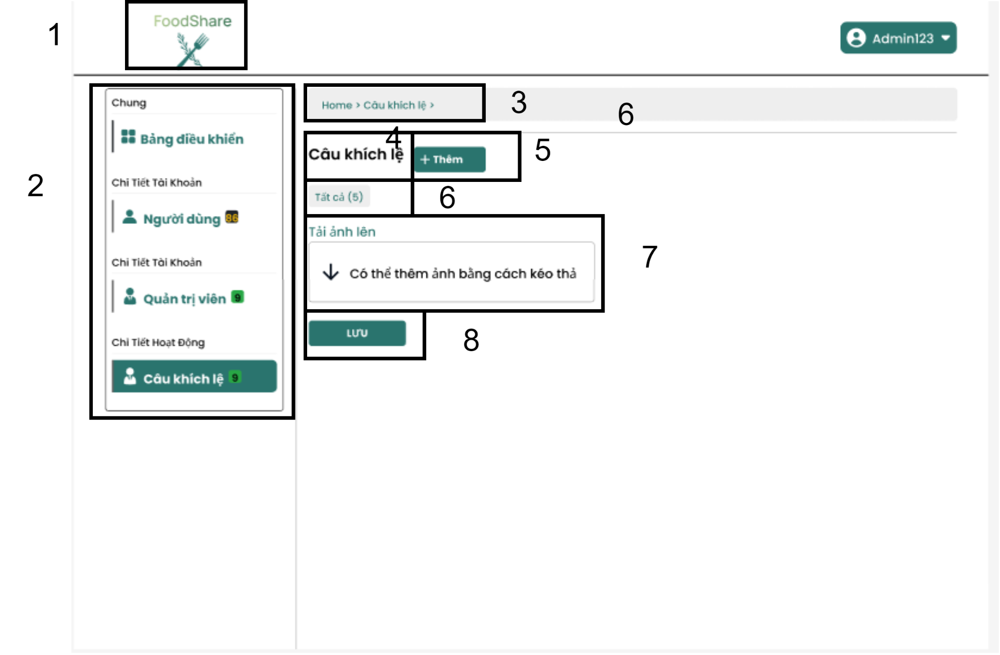 1
FoodShare
Admin123
2
Chung
Bảng điều khiển
Chi Tiết Tài Khoản
Người dùng 86
Chi Tiết Tài Khoản
Quản trị viên 9
Chi Tiết Hoạt Động
Câu khích lệ 9
Home > Câu khích lệ >
3
6
4
Câu khích lệ
+ Thêm
5
Tất cả (5)
6
Tải ảnh lên
Có thể thêm ảnh bằng cách kéo thả
7
LƯU
8